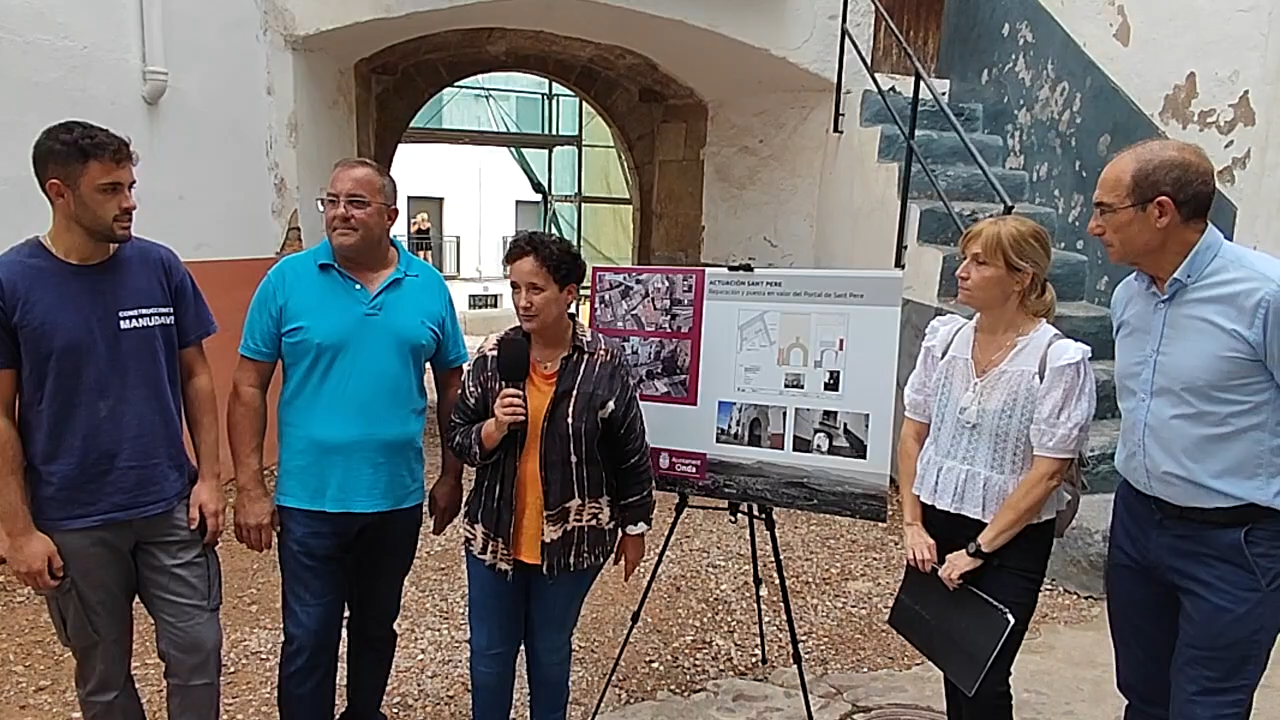 CONSTRUCCIONES
MANUDAVI
ACTUACIÓN SANT PERE
Reparación y puesta en valor del Portal de Sant Pere
Ajuntament
Onda